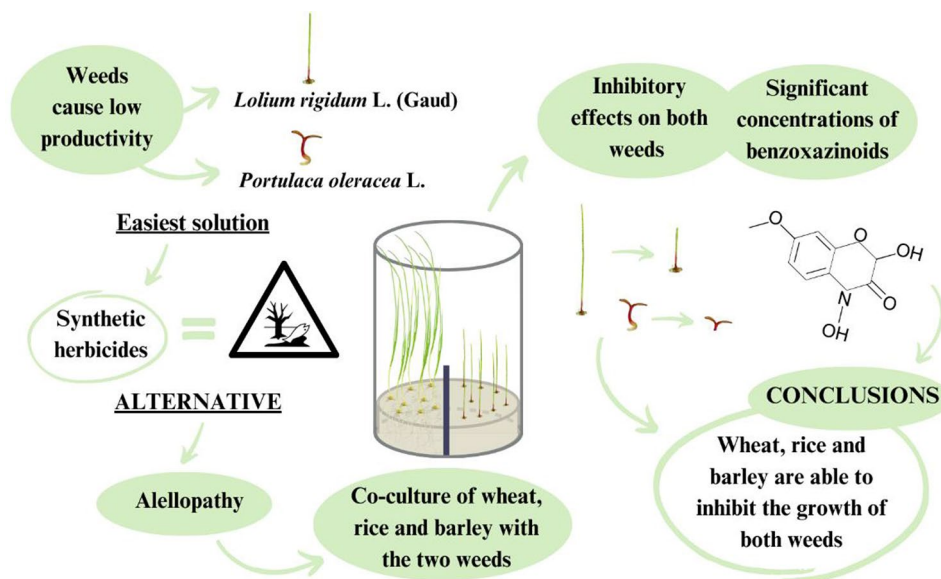 Weeds
cause low
productivity
Lolium rigidum L. (Gaud)
Portulaca oleracea L.
Easiest solution
Synthetic
herbicides
=
ALTERNATIVE
Alellopathy
Co-culture of wheat,
rice and barley with
the two weeds
Inhibitory
effects on both
weeds
Significant
concentrations of
benzoxazinoids
O
O
OH
N
O
OH
CONCLUSIONS
Wheat, rice and
barley are able to
inhibit the growth of
both weeds